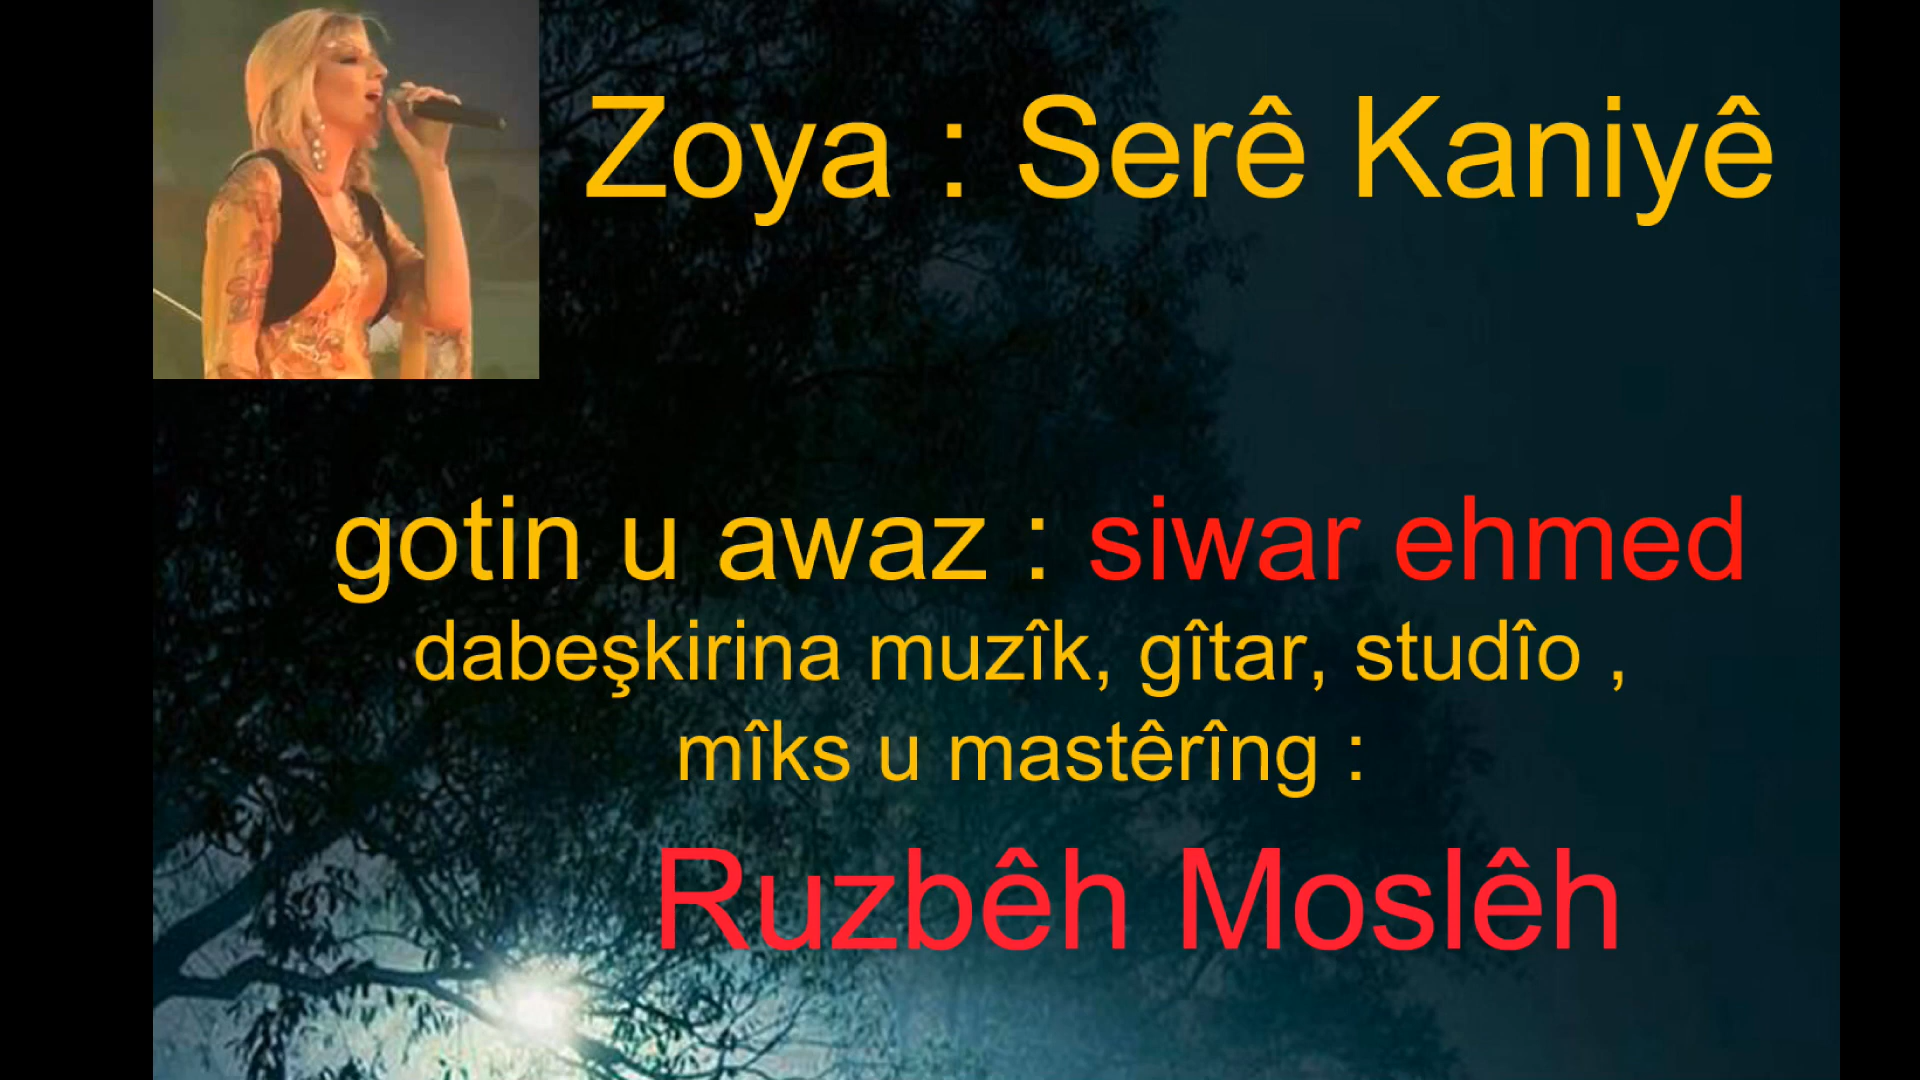 Zoya : Serê Kaniyê
gotin u awaz : siwar ehmed
dabeşkirina muzîk, gîtar, studîo ,
mîks u mastêrîng :
Ruzbêh Moslêh